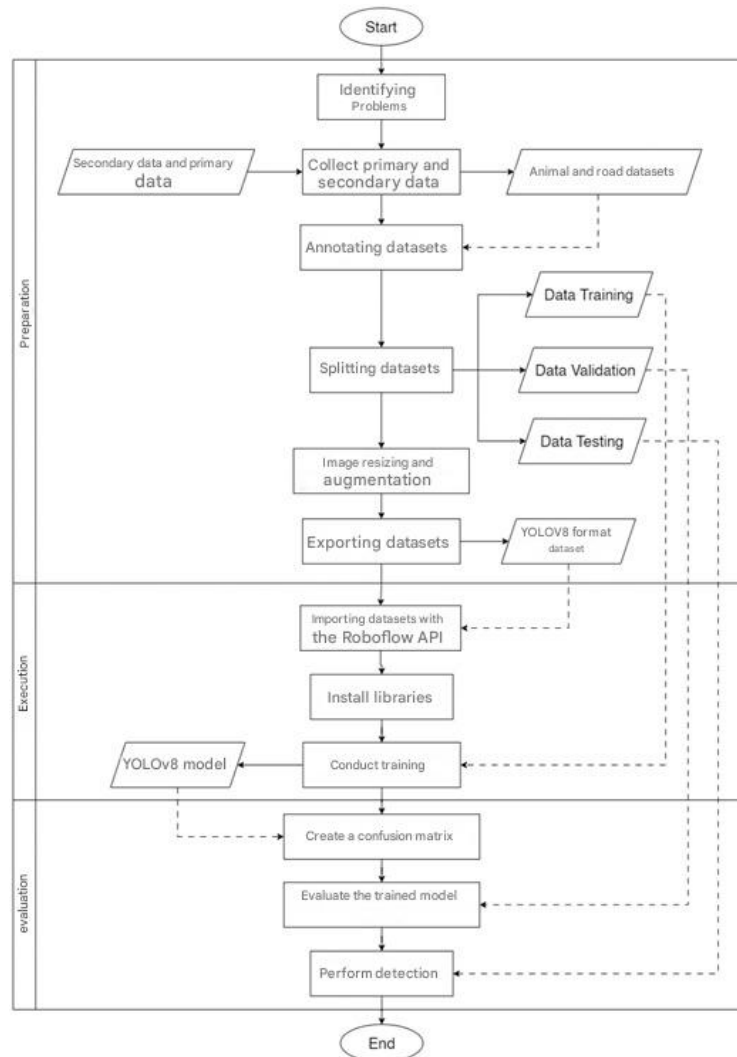 Start
Preparation
Identifying
Problems
Secondary data and primary
data
Collect primary and
secondary data
Animal and road datasets
Annotating datasets
Data Training
Splitting datasets
Data Validation
Data Testing
Image resizing and
augmentation
Exporting datasets
YOLOV8 format
dataset
Execution
Importing datasets with
the Roboflow API
Install libraries
YOLOv8 model
Conduct training
evaluation
Create a confusion matrix
Evaluate the trained model
Perform detection
End